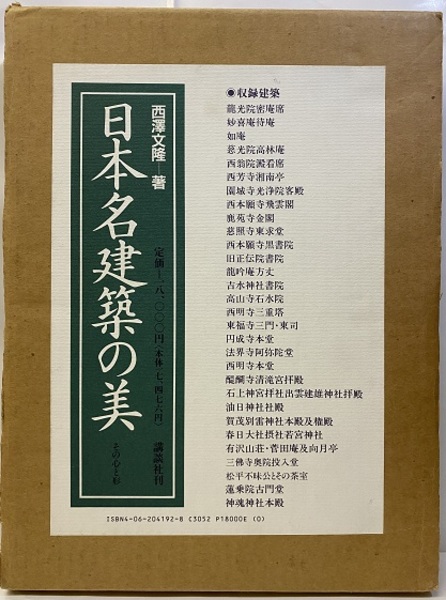 西澤文隆 著
日本名建築の美
その心と形
定価―一八、〇〇〇円(本体一七、四七六円) 講談社刊
◉収録建築
龍光院密庵席
妙喜庵待庵
如庵
慈光院高林庵
西翁院澱看席
西芳寺湘南亭
園城寺光浄院客殿
西本願寺飛雲閣
鹿苑寺金閣
慈照寺東求堂
西本願寺黒書院
旧正伝院書院
龍吟庵方丈
吉水神社書院
高山寺石水院
西明寺三重塔
東福寺三門・東司
円成寺本堂
法界寺阿弥陀堂
西明寺本堂
醍醐寺清滝宮拝殿
石上神宮拝社出雲建雄神社拝殿
油日神社社殿
賀茂別雷神社本殿及権殿
春日大社摂社若宮神社
有沢山荘・菅田庵及向月亭
三佛寺奥院投入堂
松平不昧公とその茶室
蓮乗院古門堂
神魂神社本殿
ISBN4-06-204192-8 C3052 P18000E (0)